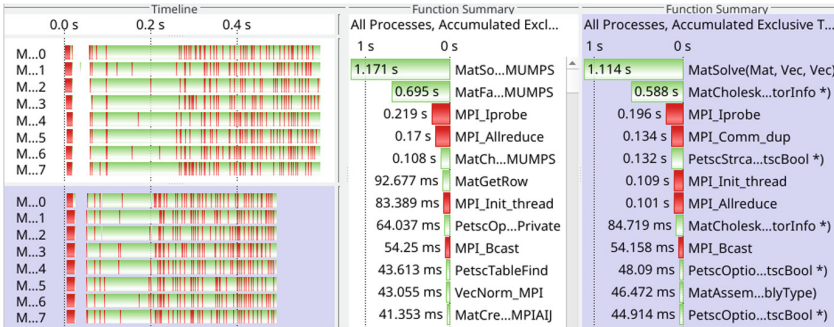 Timeline
0.0 s 0.2 s 0.4 s
M...0
M...1
M...2
M...3
M...4
M...5
M...6
M...7
M...0
M...1
M...2
M...3
M...4
M...5
M...6
M...7
Function Summary
All Processes, Accumulated Excl...
1 s 0 s
1.171 s MatSo...MUMPS
0.695 s MatFa...MUMPS
0.219 s MPI_Iprobe
0.17 s MPI_Allreduce
0.108 s MatCh...MUMPS
92.677 ms MatGetRow
83.389 ms MPI_Init_thread
64.037 ms PetscOp...Private
54.25 ms MPI_Bcast
43.613 ms PetscTableFind
43.055 ms VecNorm_MPI
41.353 ms MatCre...MPIAIJ
Function Summary
All Processes, Accumulated Exclusive T...
1 s 0 s
1.114 s MatSolve(Mat, Vec, Vec)
0.588 s MatCholesk...torInfo *)
0.196 s MPI_Iprobe
0.134 s MPI_Comm_dup
0.132 s PetscStrca...tscBool *)
0.109 s MPI_Init_thread
0.101 s MPI_Allreduce
84.719 ms MatCholesk...torInfo *)
54.158 ms MPI_Bcast
48.09 ms PetscOptio...tscBool *)
46.472 ms MatAssem...blyType)
44.914 ms PetscOptio...tscBool *)